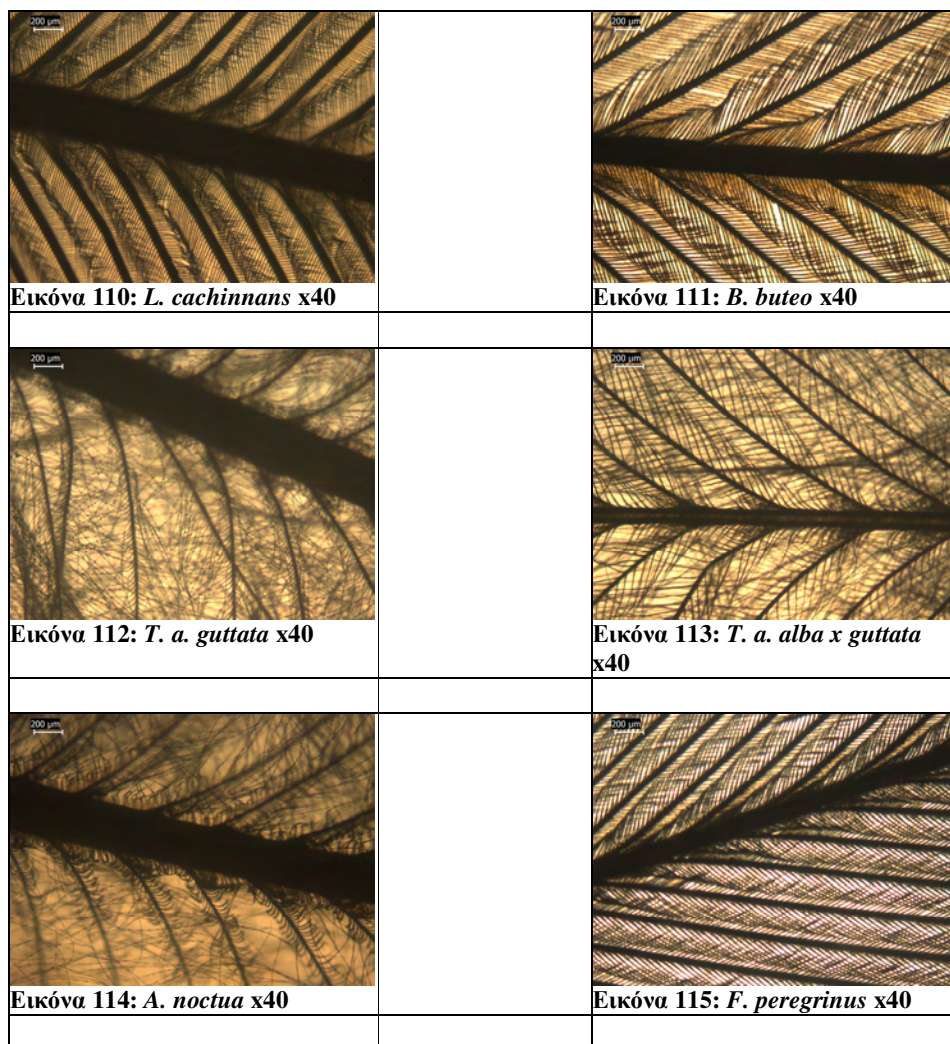 200 μm
200 μm
Εικόνα 110: L. cachinnans x40
Εικόνα 111: B. buteo x40
200 μm
200 μm
Εικόνα 112: T. a. guttata x40
Εικόνα 113: T. a. alba x guttata
x40
200 μm
200 μm
Εικόνα 114: A. noctua x40
Εικόνα 115: F. peregrinus x40